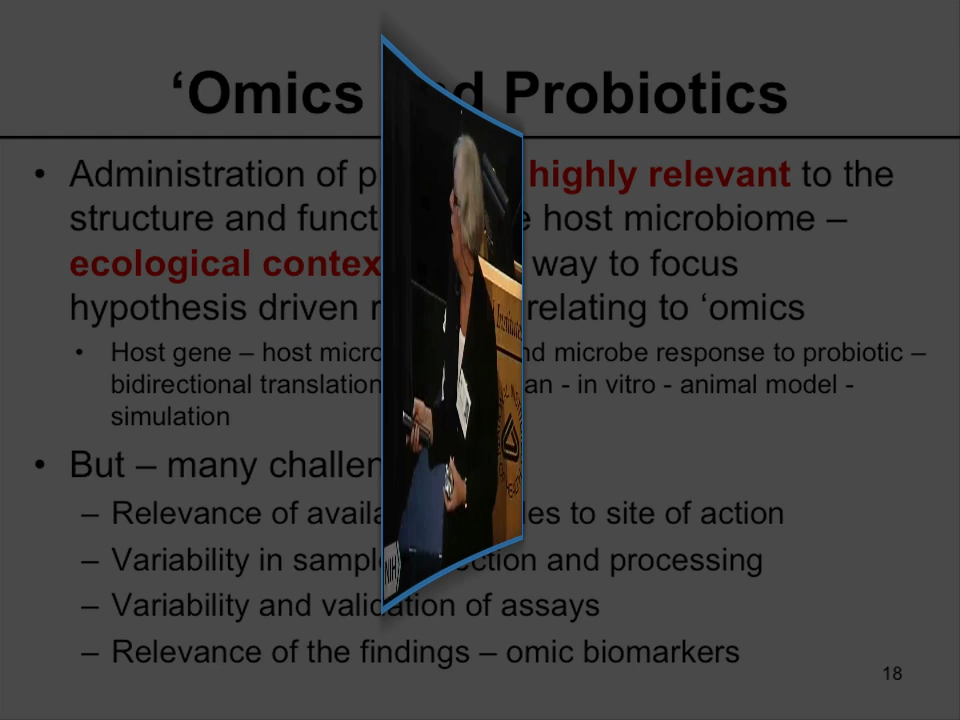 ‘Omics d Probiotics
• Administration of p highly relevant to the
structure and funct host microbiome –
ecological contex way to focus
hypothesis driven relating to ‘omics
• Host gene – host micro nd microbe response to probiotic –
bidirectional translation an - in vitro - animal model -
simulation
• But – many challen
– Relevance of availa ies to site of action
– Variability in sampl ction and processing
– Variability and validation of assays
– Relevance of the findings – omic biomarkers
18
NIH